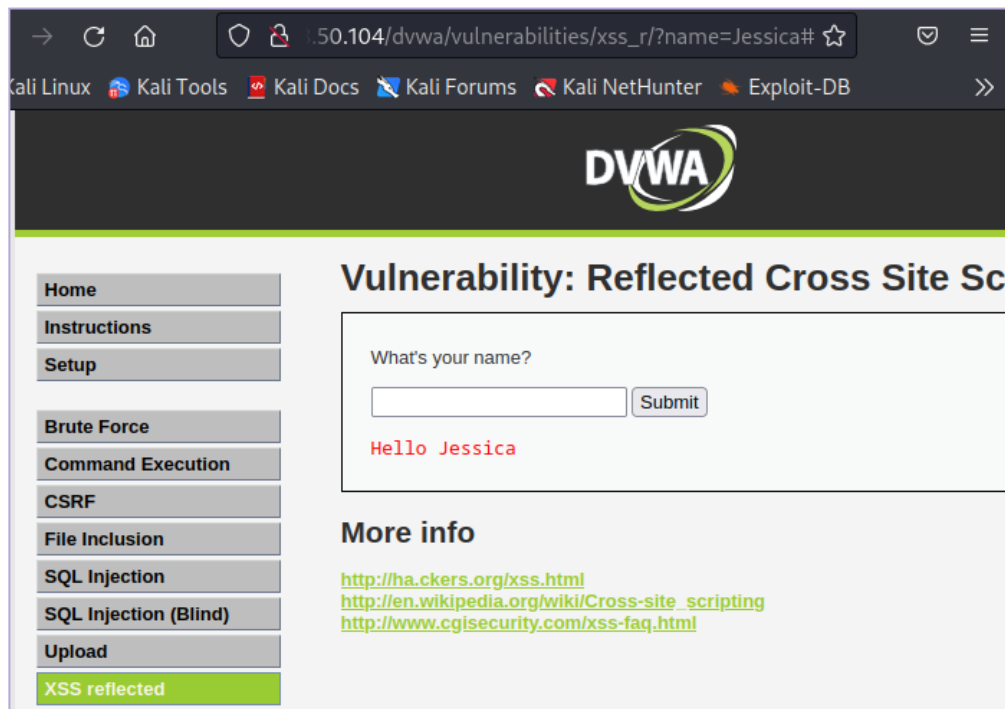 .50.104/dvwa/vulnerabilities/xss_r/?name=Jessica#
Kali Linux Kali Tools Kali Docs Kali Forums Kali NetHunter Exploit-DB
DVWA
Home
Instructions
Setup
Brute Force
Command Execution
CSRF
File Inclusion
SQL Injection
SQL Injection (Blind)
Upload
XSS reflected
Vulnerability: Reflected Cross Site Sc
What's your name?
Submit
Hello Jessica
More info
http://ha.ckers.org/xss.html
http://en.wikipedia.org/wiki/Cross-site_scripting
http://www.cgisecurity.com/xss-faq.html